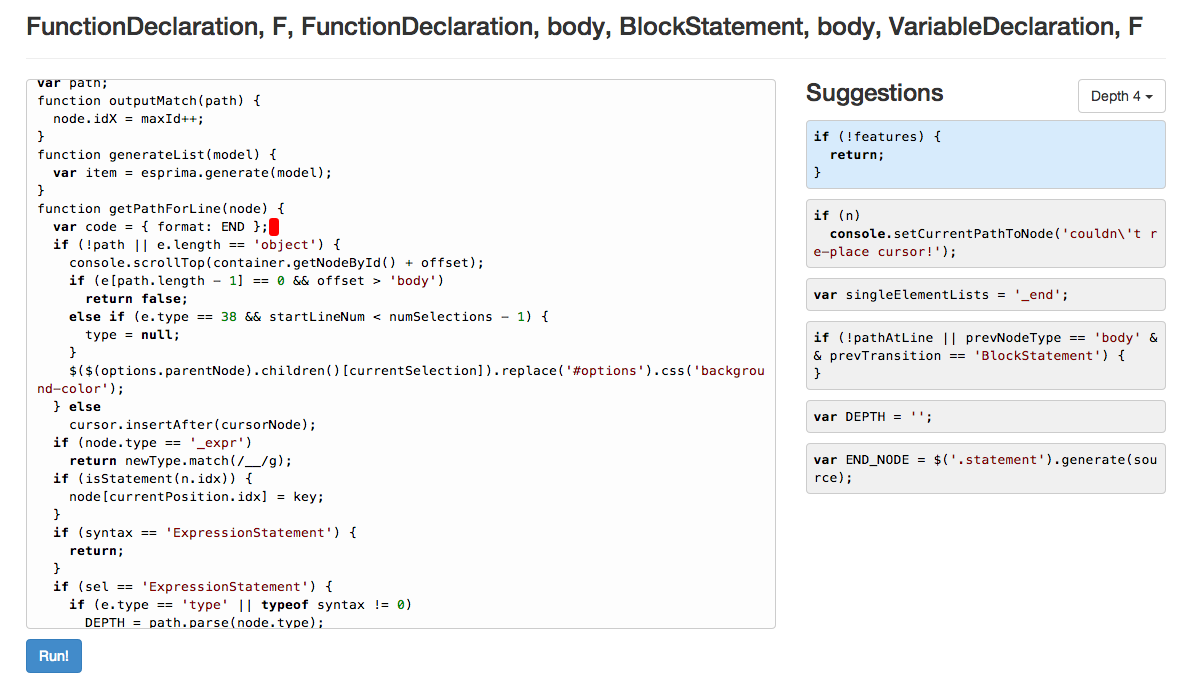 FunctionDeclaration, F, FunctionDeclaration, body, BlockStatement, body, VariableDeclaration, F
var path;
function outputMatch(path) {
  node.idX = maxId++;
}
function generateList(model) {
  var item = esprima.generate(model);
}
function getPathForLine(node) {
  var code = { format: END };
  if (!path || e.length == 'object') {
    console.scrollTop(container.getNodeById() + offset);
    if (e[path.length - 1] == 0 && offset > 'body')
      return false;
    else if (e.type == 38 && startLineNum < numSelections - 1) {
      type = null;
    }
    $($(options.parentNode).children()[currentSelection]).replace('#options').css('backgrou
nd-color');
  } else
    cursor.insertAfter(cursorNode);
  if (node.type == '_expr')
    return newType.match(/__/g);
  if (isStatement(n.idx)) {
    node[currentPosition.idx] = key;
  }
  if (syntax == 'ExpressionStatement') {
    return;
  }
  if (sel == 'ExpressionStatement') {
    if (e.type == 'type' || typeof syntax != 0)
      DEPTH = path.parse(node.type);
Run!
Suggestions
Depth 4
if (!features) {
  return;
}
if (n)
  console.setCurrentPathToNode('couldn\'t r
e-place cursor!');
var singleElementLists = '_end';
if (!pathAtLine || prevNodeType == 'body' &
& prevTransition == 'BlockStatement') {
}
var DEPTH = '';
var END_NODE = $('.statement').generate(sou
rce);